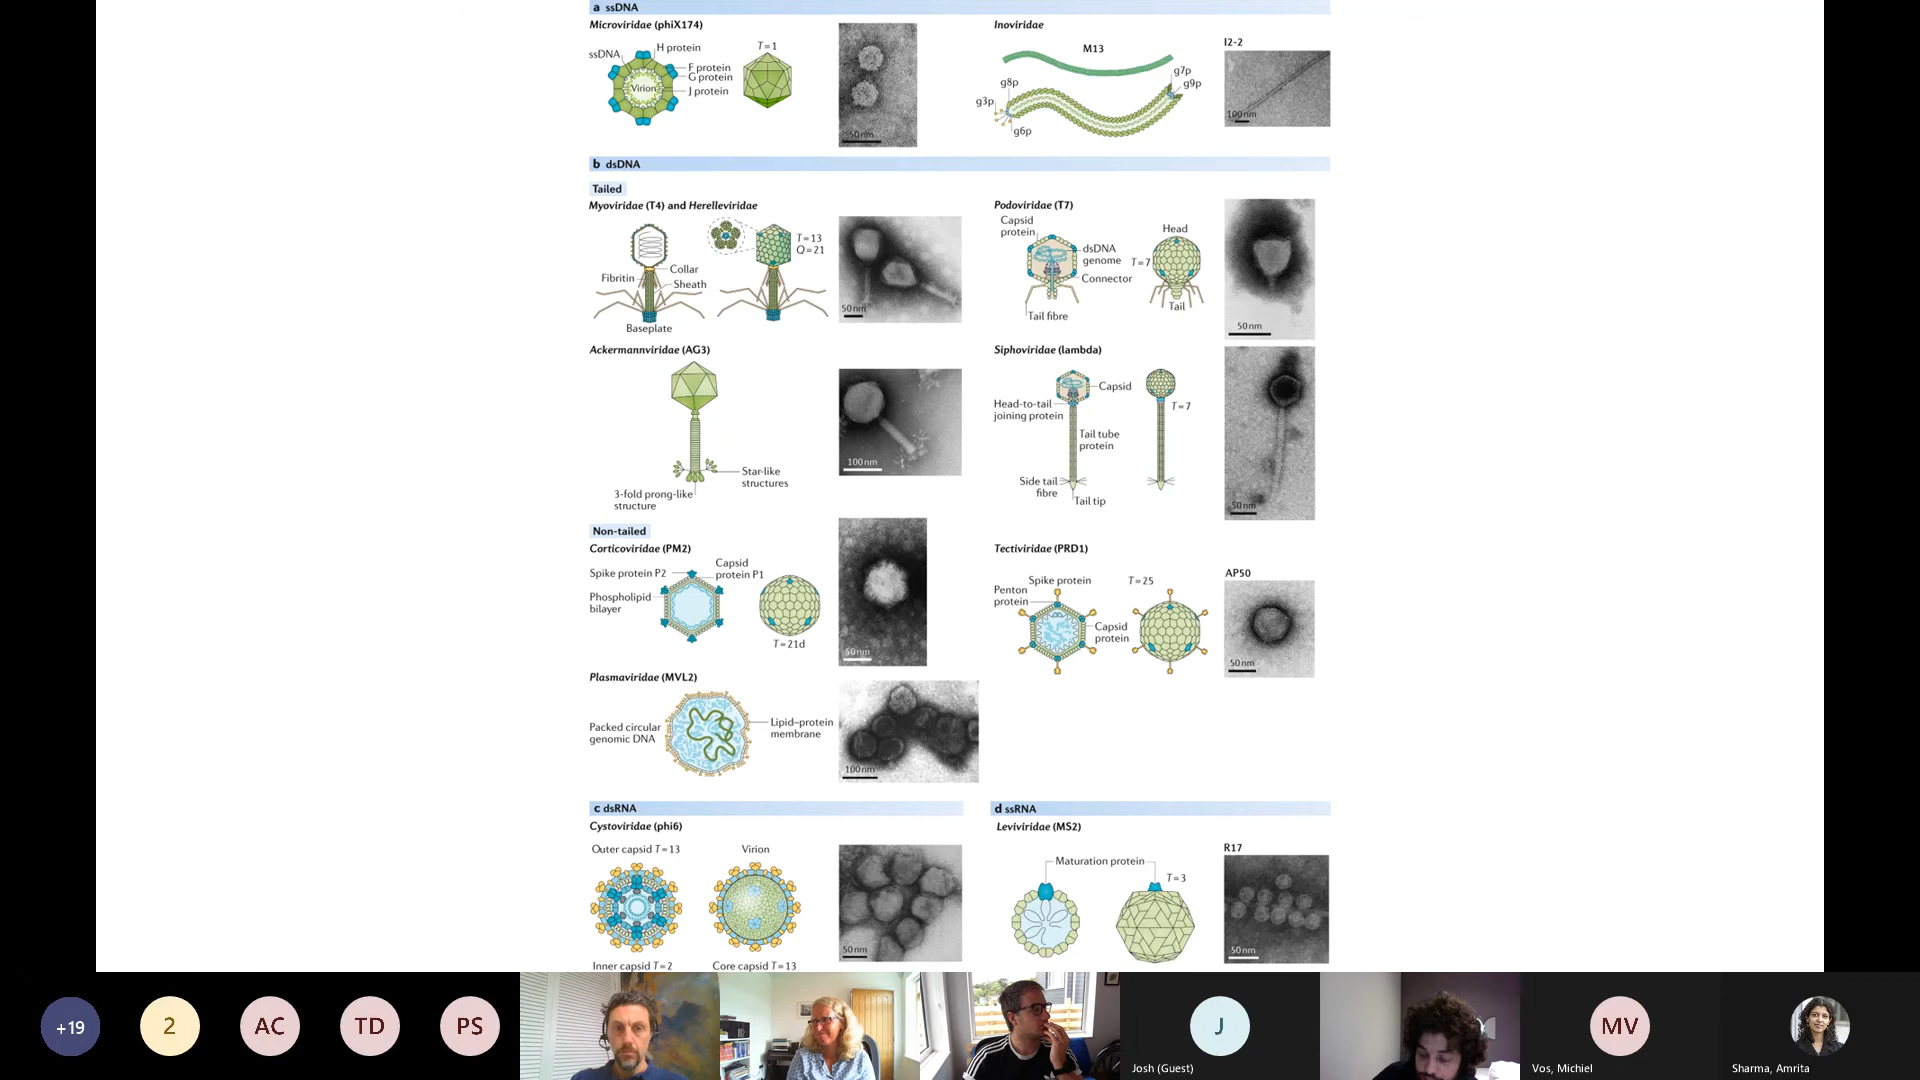 a ssDNA
Microviridae (phiX174)
ssDNA
H protein
F protein
G protein
J protein
Virion
T=1
50 nm
Inoviridae
M13
g8p
g7p
g9p
g3p
g6p
I2-2
100 nm
b dsDNA
Tailed
Myoviridae (T4) and Herelleviridae
T=13
Q=21
Collar
Fibritin
Sheath
Baseplate
50 nm
Podoviridae (T7)
Capsid
protein
dsDNA
genome
Connector
Tail fibre
T=7
Head
Tail
50 nm
Ackermannviridae (AG3)
Star-like
structures
3-fold prong-like
structure
100 nm
Siphoviridae (lambda)
Capsid
Head-to-tail
joining protein
T=7
Tail tube
protein
Side tail
fibre
Tail tip
50 nm
Non-tailed
Corticoviridae (PM2)
Spike protein P2
Capsid
protein P1
Phospholipid
bilayer
T=21d
50 nm
Tectiviridae (PRD1)
Spike protein
T=25
Penton
protein
Capsid
protein
AP50
50 nm
Plasmaviridae (MVL2)
Packed circular
genomic DNA
Lipid–protein
membrane
100 nm
c dsRNA
Cystoviridae (phi6)
Outer capsid T=13
Virion
Inner capsid T=2
Core capsid T=13
50 nm
d ssRNA
Leviviridae (MS2)
Maturation protein
T=3
R17
50 nm
+19
2
AC
TD
PS
J
Josh (Guest)
MV
Vos, Michiel
Sharma, Amrita